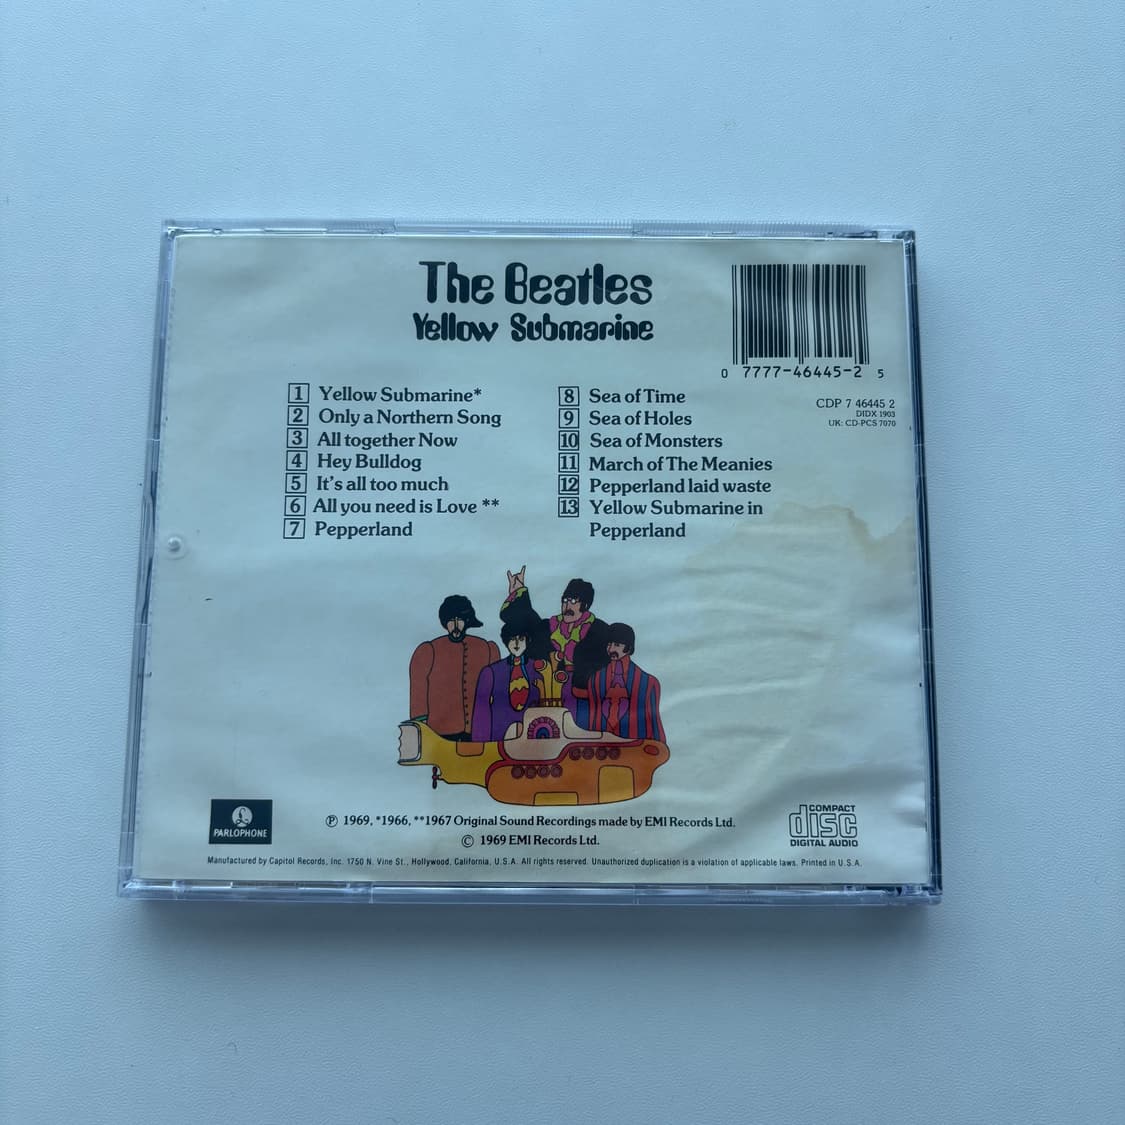 The Beatles
Yellow Submarine
0 7777-46445-2 5
CDP 7 46445 2
DIDX 1903
UK: CD-PCS 7070
1 Yellow Submarine*
2 Only a Northern Song
3 All together Now
4 Hey Bulldog
5 It's all too much
6 All you need is Love **
7 Pepperland
8 Sea of Time
9 Sea of Holes
10 Sea of Monsters
11 March of The Meanies
12 Pepperland laid waste
13 Yellow Submarine in
Pepperland
£
PARLOPHONE
℗ 1969, *1966, **1967 Original Sound Recordings made by EMI Records Ltd.
© 1969 EMI Records Ltd.
COMPACT
disc
DIGITAL AUDIO
Manufactured by Capitol Records, Inc. 1750 N. Vine St., Hollywood, California, U.S.A. All rights reserved. Unauthorized duplication is a violation of applicable laws. Printed in U.S.A.